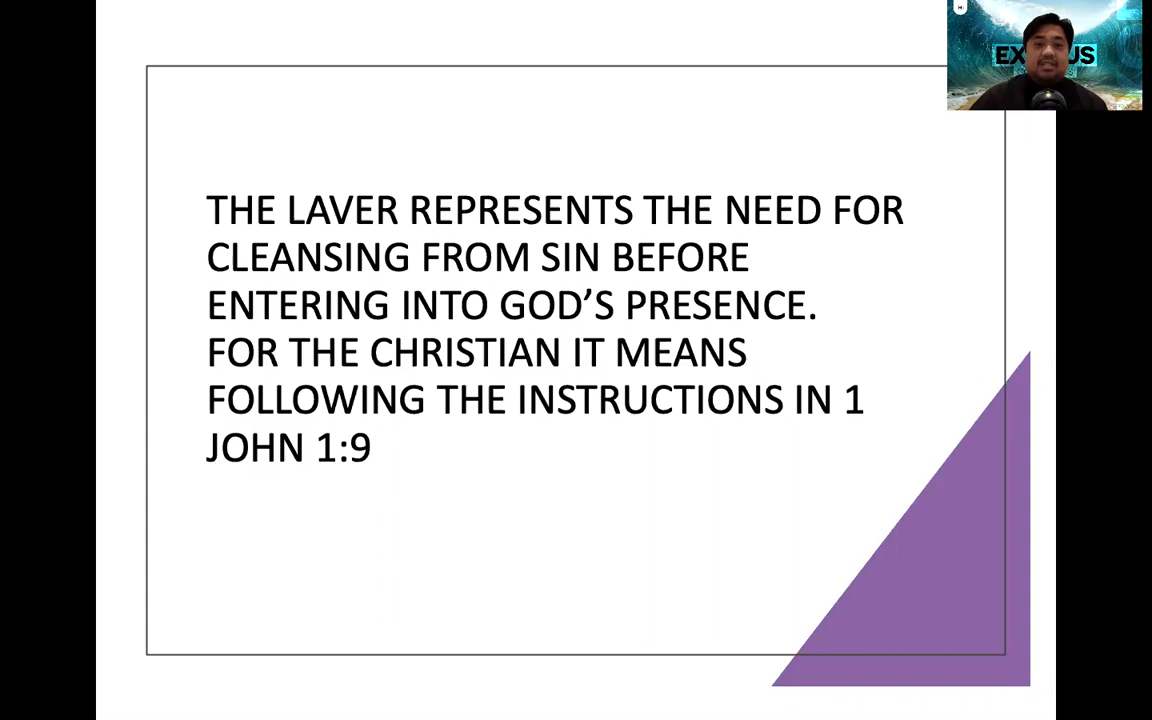 THE LAVER REPRESENTS THE NEED FOR
CLEANSING FROM SIN BEFORE
ENTERING INTO GOD’S PRESENCE.
FOR THE CHRISTIAN IT MEANS
FOLLOWING THE INSTRUCTIONS IN 1
JOHN 1:9